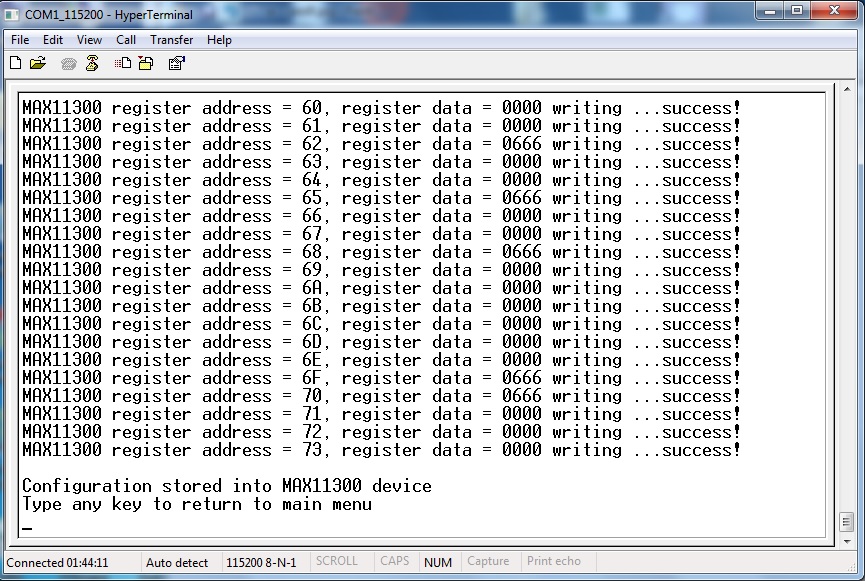 COM1_115200 - HyperTerminal
File Edit View Call Transfer Help
MAX11300 register address = 60, register data = 0000 writing ...success!
MAX11300 register address = 61, register data = 0000 writing ...success!
MAX11300 register address = 62, register data = 0666 writing ...success!
MAX11300 register address = 63, register data = 0000 writing ...success!
MAX11300 register address = 64, register data = 0000 writing ...success!
MAX11300 register address = 65, register data = 0666 writing ...success!
MAX11300 register address = 66, register data = 0000 writing ...success!
MAX11300 register address = 67, register data = 0000 writing ...success!
MAX11300 register address = 68, register data = 0666 writing ...success!
MAX11300 register address = 69, register data = 0000 writing ...success!
MAX11300 register address = 6A, register data = 0000 writing ...success!
MAX11300 register address = 6B, register data = 0000 writing ...success!
MAX11300 register address = 6C, register data = 0000 writing ...success!
MAX11300 register address = 6D, register data = 0000 writing ...success!
MAX11300 register address = 6E, register data = 0000 writing ...success!
MAX11300 register address = 6F, register data = 0666 writing ...success!
MAX11300 register address = 70, register data = 0666 writing ...success!
MAX11300 register address = 71, register data = 0000 writing ...success!
MAX11300 register address = 72, register data = 0000 writing ...success!
MAX11300 register address = 73, register data = 0000 writing ...success!
Configuration stored into MAX11300 device
Type any key to return to main menu
_
Connected 01:44:11 Auto detect 115200 8-N-1 SCROLL CAPS NUM Capture Print echo